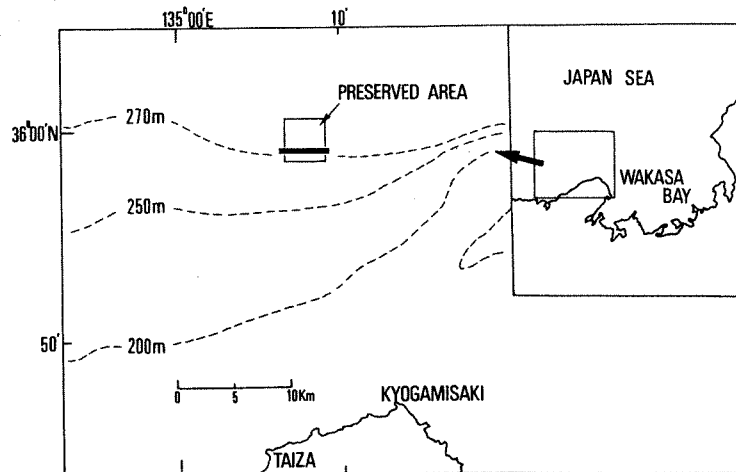 135°00'E
10'
JAPAN SEA
PRESERVED AREA
270m
36°00'N
WAKASA
BAY
250m
50'
200m
0 5 10Km
KYOGAMISAKI
TAIZA